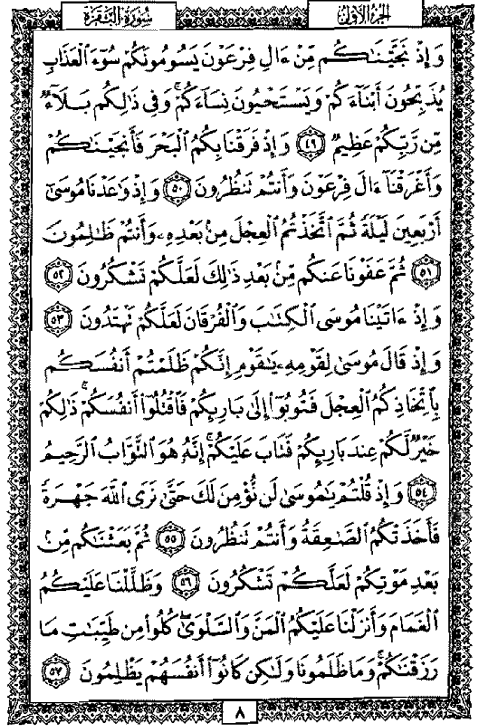 الجزء الأول
سورة البقرة
وَإِذْ نَجَّيْنَٰكُم مِّنْ ءَالِ فِرْعَوْنَ يَسُومُونَكُمْ سُوٓءَ ٱلْعَذَابِ
يُذَبِّحُونَ أَبْنَآءَكُمْ وَيَسْتَحْيُونَ نِسَآءَكُمْ ۚ وَفِى ذَٰلِكُم بَلَآءٌ
مِّن رَّبِّكُمْ عَظِيمٌ ٤٩ وَإِذْ فَرَقْنَا بِكُمُ ٱلْبَحْرَ فَأَنجَيْنَٰكُمْ
وَأَغْرَقْنَآ ءَالَ فِرْعَوْنَ وَأَنتُمْ تَنظُرُونَ ٥٠ وَإِذْ وَٰعَدْنَا مُوسَىٰٓ
أَرْبَعِينَ لَيْلَةً ثُمَّ ٱتَّخَذْتُمُ ٱلْعِجْلَ مِنۢ بَعْدِهِۦ وَأَنتُمْ ظَٰلِمُونَ
٥١ ثُمَّ عَفَوْنَا عَنكُم مِّنۢ بَعْدِ ذَٰلِكَ لَعَلَّكُمْ تَشْكُرُونَ ٥٢
وَإِذْ ءَاتَيْنَا مُوسَى ٱلْكِتَٰبَ وَٱلْفُرْقَانَ لَعَلَّكُمْ تَهْتَدُونَ ٥٣
وَإِذْ قَالَ مُوسَىٰ لِقَوْمِهِۦ يَٰقَوْمِ إِنَّكُمْ ظَلَمْتُمْ أَنفُسَكُم
بِٱتِّخَاذِكُمُ ٱلْعِجْلَ فَتُوبُوٓا۟ إِلَىٰ بَارِئِكُمْ فَٱقْتُلُوٓا۟ أَنفُسَكُمْ ۚ ذَٰلِكُمْ
خَيْرٌ لَّكُمْ عِندَ بَارِئِكُمْ فَتَابَ عَلَيْكُمْ ۚ إِنَّهُۥ هُوَ ٱلتَّوَّابُ ٱلرَّحِيمُ
٥٤ وَإِذْ قُلْتُمْ يَٰمُوسَىٰ لَن نُّؤْمِنَ لَكَ حَتَّىٰ نَرَى ٱللَّهَ جَهْرَةً
فَأَخَذَتْكُمُ ٱلصَّٰعِقَةُ وَأَنتُمْ تَنظُرُونَ ٥٥ ثُمَّ بَعَثْنَٰكُم مِّنۢ
بَعْدِ مَوْتِكُمْ لَعَلَّكُمْ تَشْكُرُونَ ٥٦ وَظَلَّلْنَا عَلَيْكُمُ
ٱلْغَمَامَ وَأَنزَلْنَا عَلَيْكُمُ ٱلْمَنَّ وَٱلسَّلْوَىٰ ۖ كُلُوا۟ مِن طَيِّبَٰتِ مَا
رَزَقْنَٰكُمْ ۖ وَمَا ظَلَمُونَا وَلَٰكِن كَانُوٓا۟ أَنفُسَهُمْ يَظْلِمُونَ ٥٧
٨